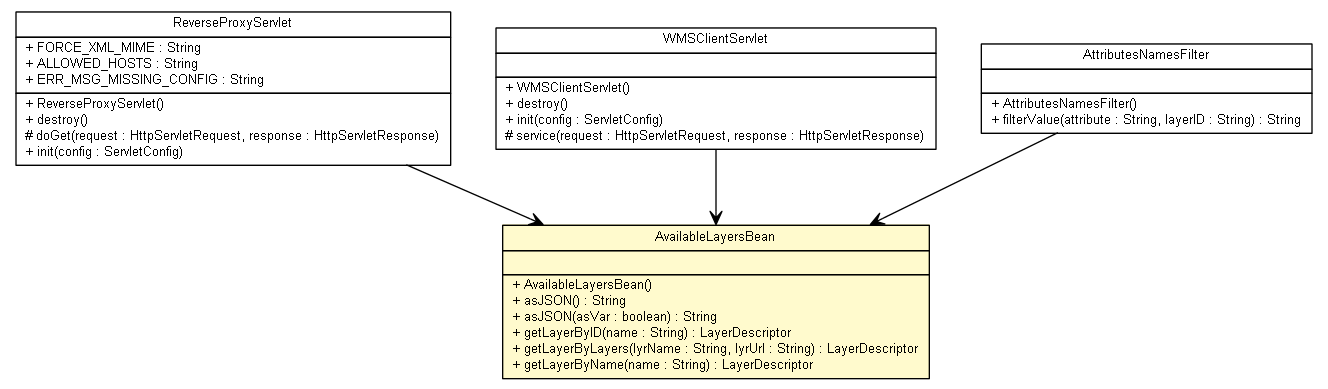 ReverseProxyServlet
+ FORCE_XML_MIME : String
+ ALLOWED_HOSTS : String
+ ERR_MSG_MISSING_CONFIG : String
+ ReverseProxyServlet()
+ destroy()
# doGet(request : HttpServletRequest, response : HttpServletResponse)
+ init(config : ServletConfig)
WMSClientServlet
+ WMSClientServlet()
+ destroy()
+ init(config : ServletConfig)
# service(request : HttpServletRequest, response : HttpServletResponse)
AttributesNamesFilter
+ AttributesNamesFilter()
+ filterValue(attribute : String, layerID : String) : String
AvailableLayersBean
+ AvailableLayersBean()
+ asJSON() : String
+ asJSON(asVar : boolean) : String
+ getLayerByID(name : String) : LayerDescriptor
+ getLayerByLayers(lyrName : String, lyrUrl : String) : LayerDescriptor
+ getLayerByName(name : String) : LayerDescriptor